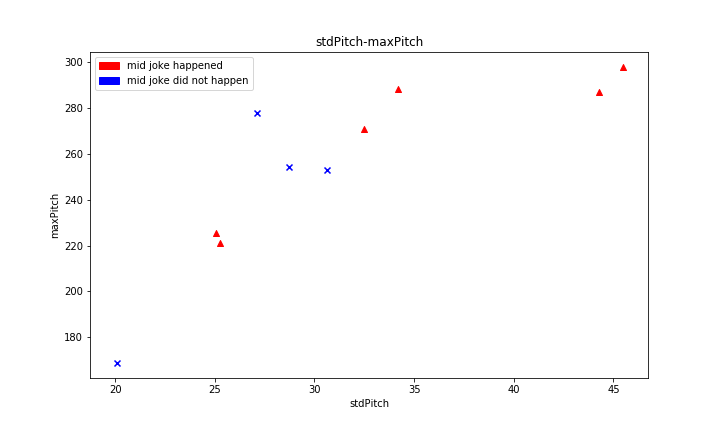 stdPitch-maxPitch
mid joke happened
mid joke did not happen
maxPitch
300
280
260
240
220
200
180
20
25
30
35
40
45
stdPitch